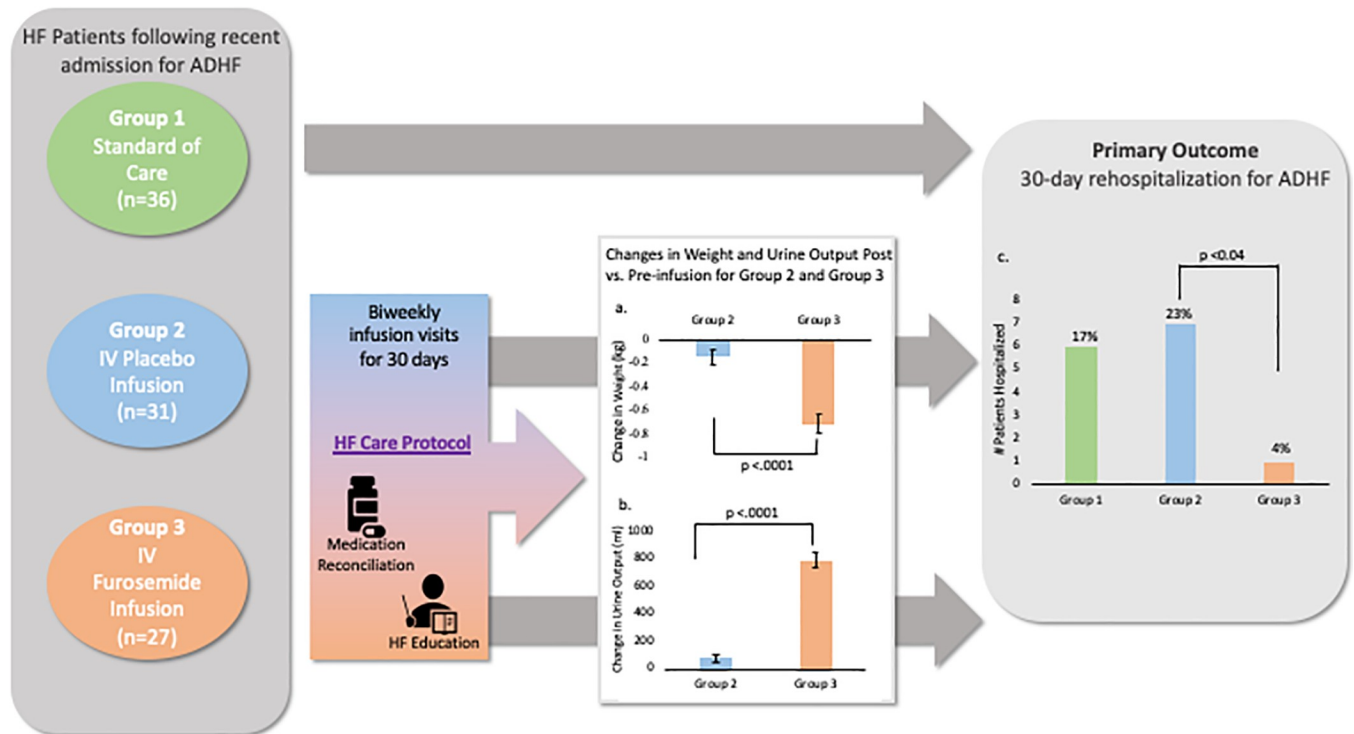 HF Patients following recent
admission for ADHF
Group 1
Standard of
Care
(n=36)
Group 2
IV Placebo
Infusion
(n=31)
Group 3
IV
Furosemide
Infusion
(n=27)
Biweekly
infusion visits
for 30 days
HF Care Protocol
Medication
Reconciliation
HF Education
Changes in Weight and Urine Output Post
vs. Pre-infusion for Group 2 and Group 3
a.
Group 2 Group 3
Change in Weight (kg)
0
-0.2
-0.4
-0.6
-0.8
-1
p <.0001
b.
p <.0001
Change in Urine Output (ml)
1000
800
600
400
200
0
Group 2 Group 3
Primary Outcome
30-day rehospitalization for ADHF
c.
p <0.04
# Patients Hospitalized
8
7
6
5
4
3
2
1
0
17%
23%
4%
Group 1 Group 2 Group 3